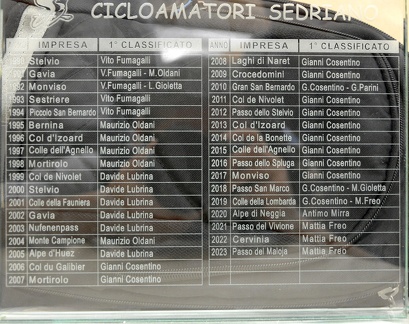 CICLOAMATORI SEDRIANO
IMPRESA 1° CLASSIFICATO
Stelvio Vito Fumagalli
Gavia V.Fumagalli - M.Oldani
1992 Monviso V.Fumagalli - L.Gioletta
1993 Sestriere Vito Fumagalli
1994 Piccolo San Bernardo Vito Fumagalli
1995 Bernina Maurizio Oldani
1996 Col d'Izoard Maurizio Oldani
1997 Colle dell'Agnello Maurizio Oldani
1998 Mortirolo Maurizio Oldani
1999 Col de Nivolet Davide Lubrina
2000 Stelvio Davide Lubrina
2001 Colle della Fauniera Davide Lubrina
2002 Gavia Davide Lubrina
2003 Nufenenpass Davide Lubrina
2004 Monte Campione Maurizio Oldani
2005 Alpe d'Huez Davide Lubrina
2006 Col du Galibier Gianni Cosentino
2007 Mortirolo Gianni Cosentino
ANNO IMPRESA 1° CLASSIFICATO
2008 Laghi di Naret Gianni Cosentino
2009 Crocedomini Gianni Cosentino
2010 Gran San Bernardo G.Cosentino - G.Parini
2011 Col de Nivolet Gianni Cosentino
2012 Passo dello Stelvio Gianni Cosentino
2013 Col d'Izoard Gianni Cosentino
2014 Col de la Bonette Gianni Cosentino
2015 Colle dell'Agnello Gianni Cosentino
2016 Passo dello Spluga Gianni Cosentino
2017 Monviso Gianni Cosentino
2018 Passo San Marco G.Cosentino - M.Gioletta
2019 Colle della Lombarda G.Cosentino - M.Freo
2020 Alpe di Neggia Antimo Mirra
2021 Passo del Vivione Mattia Freo
2022 Cervinia Mattia Freo
2023 Passo del Maloja Mattia Freo